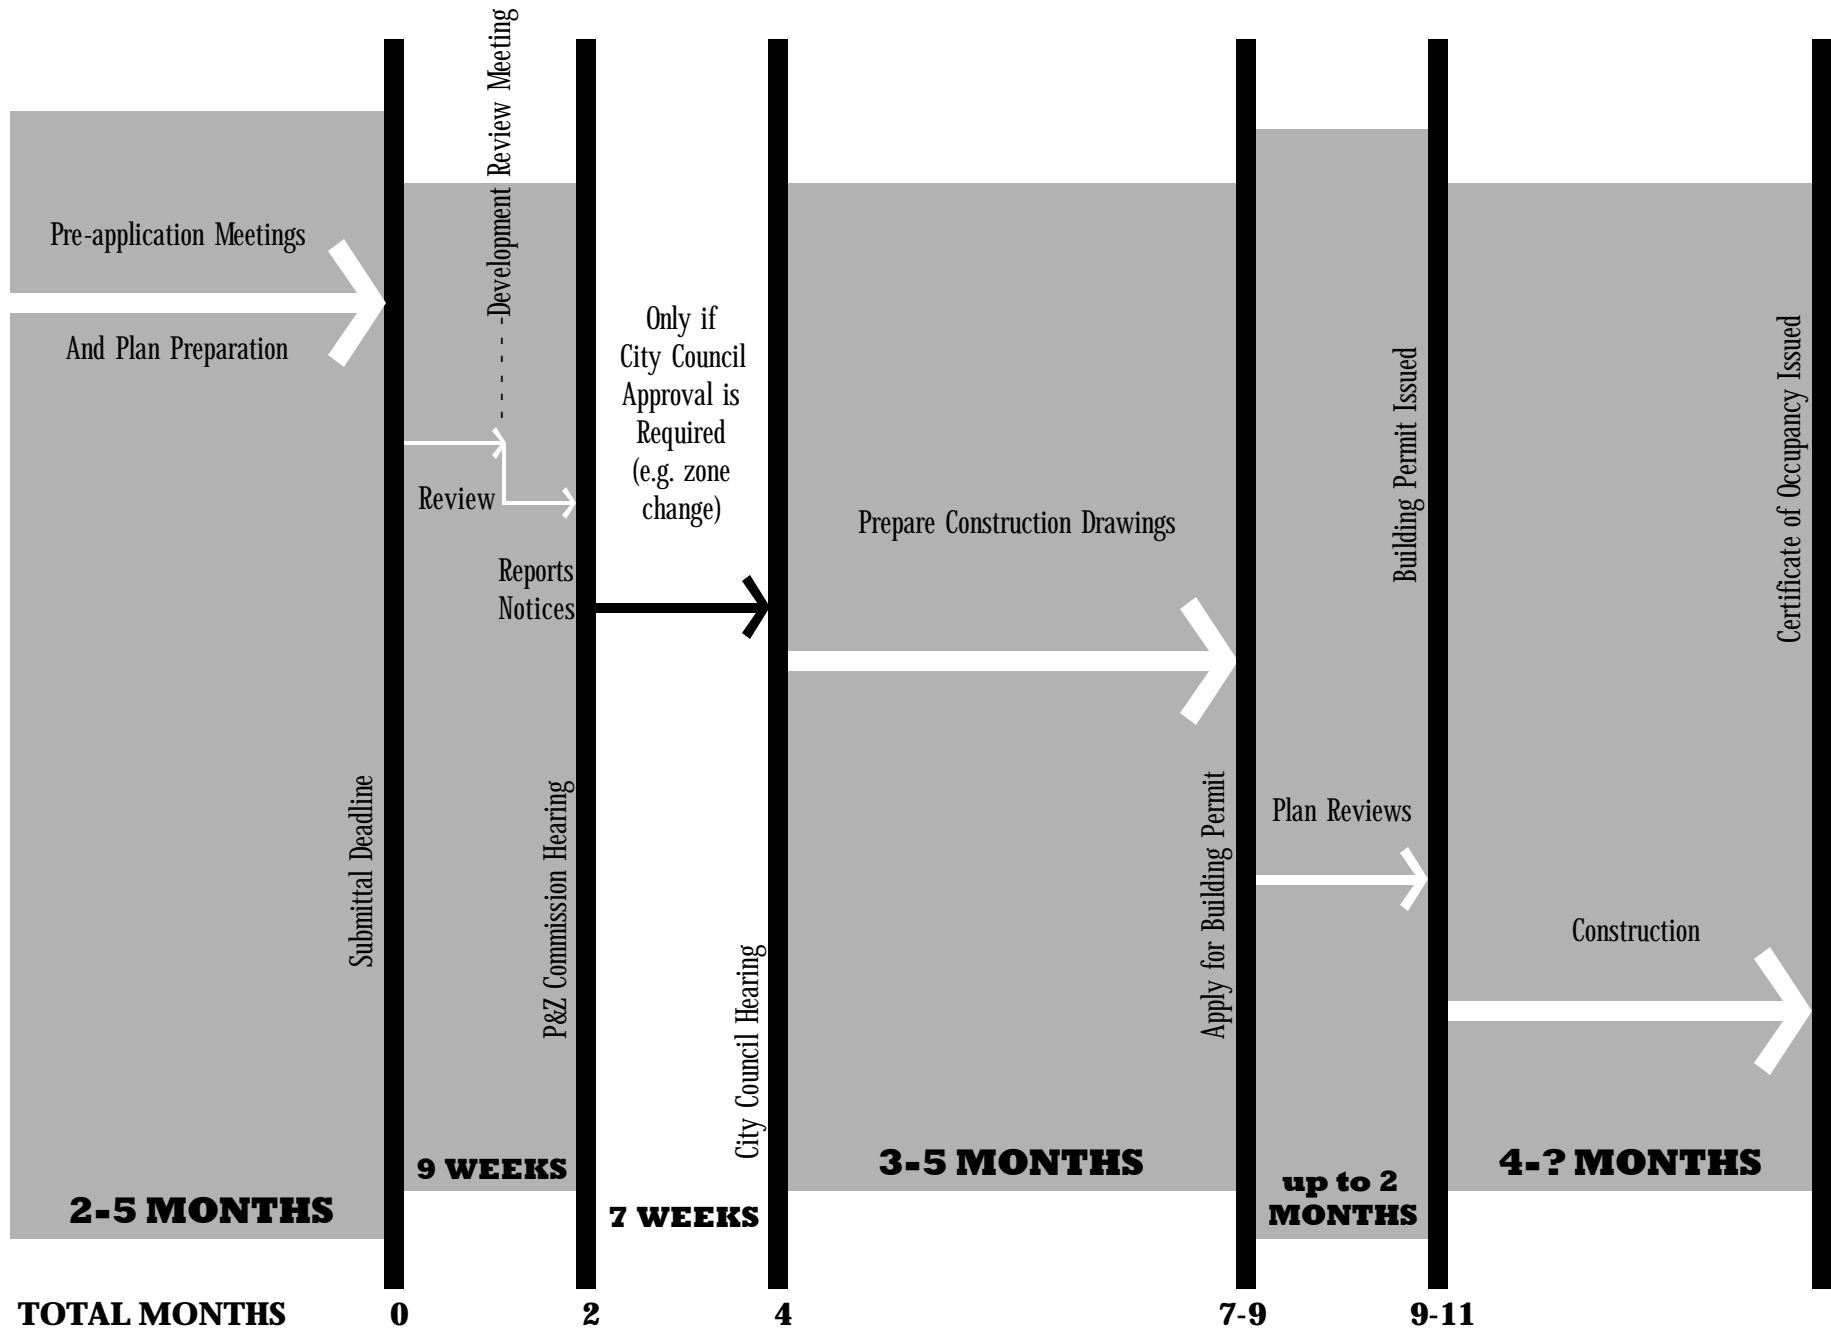 Pre-application Meetings
And Plan Preparation
Submittal Deadline
2-5 MONTHS
Development Review Meeting
Review
Reports
Notices
P&Z Commission Hearing
9 WEEKS
Only if
City Council
Approval is
Required
(e.g. zone
change)
City Council Hearing
7 WEEKS
Prepare Construction Drawings
Apply for Building Permit
3-5 MONTHS
Building Permit Issued
Plan Reviews
up to 2
MONTHS
Certificate of Occupancy Issued
Construction
4-? MONTHS
TOTAL MONTHS 0 2 4 7-9 9-11